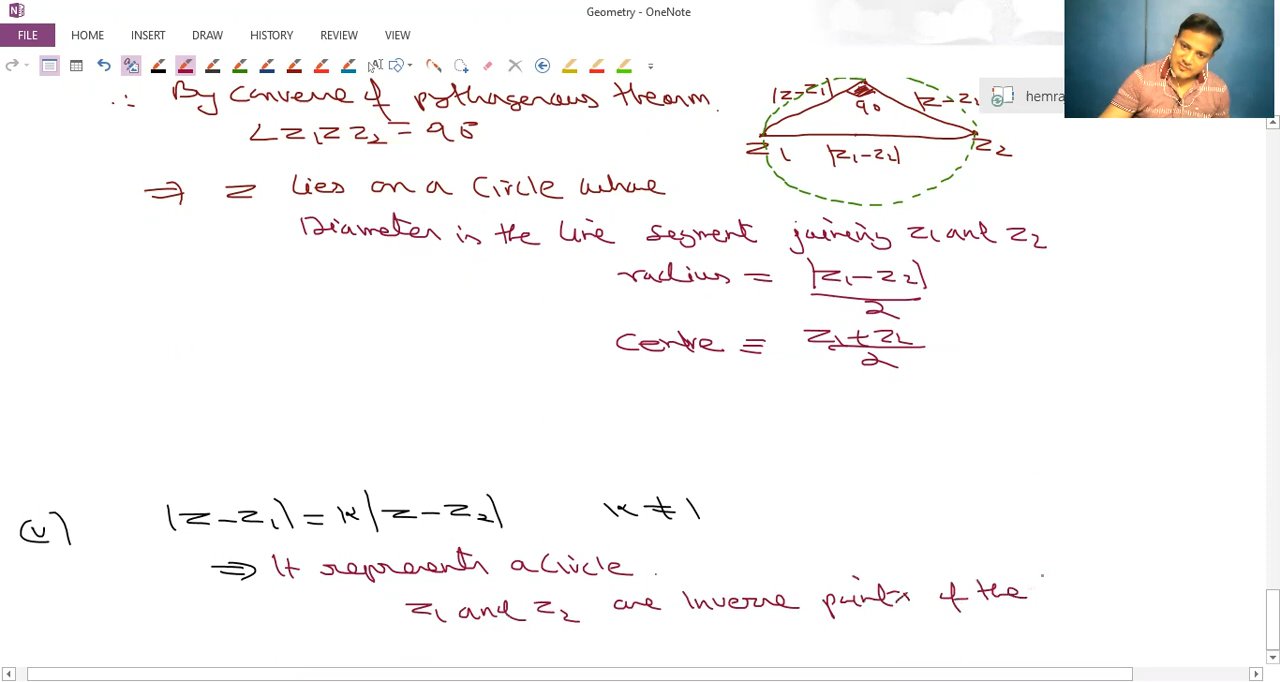 Geometry - OneNote
FILE HOME INSERT DRAW HISTORY REVIEW VIEW
hemra
∴ By converse of pythagorous theorm.
∠z₁zz₂ = 90°
|z-z₁| 90 |z-z₂|
z₁ |z₁-z₂| z₂
⇒ z lies on a circle whose
Diameter is the line segment joining z₁ and z₂
radius = |z₁-z₂|/2
centre ≡ z₁+z₂/2
(v) |z-z₁| = k|z-z₂| k≠1
⇒ It represents a circle.
z₁ and z₂ are inverse points of the